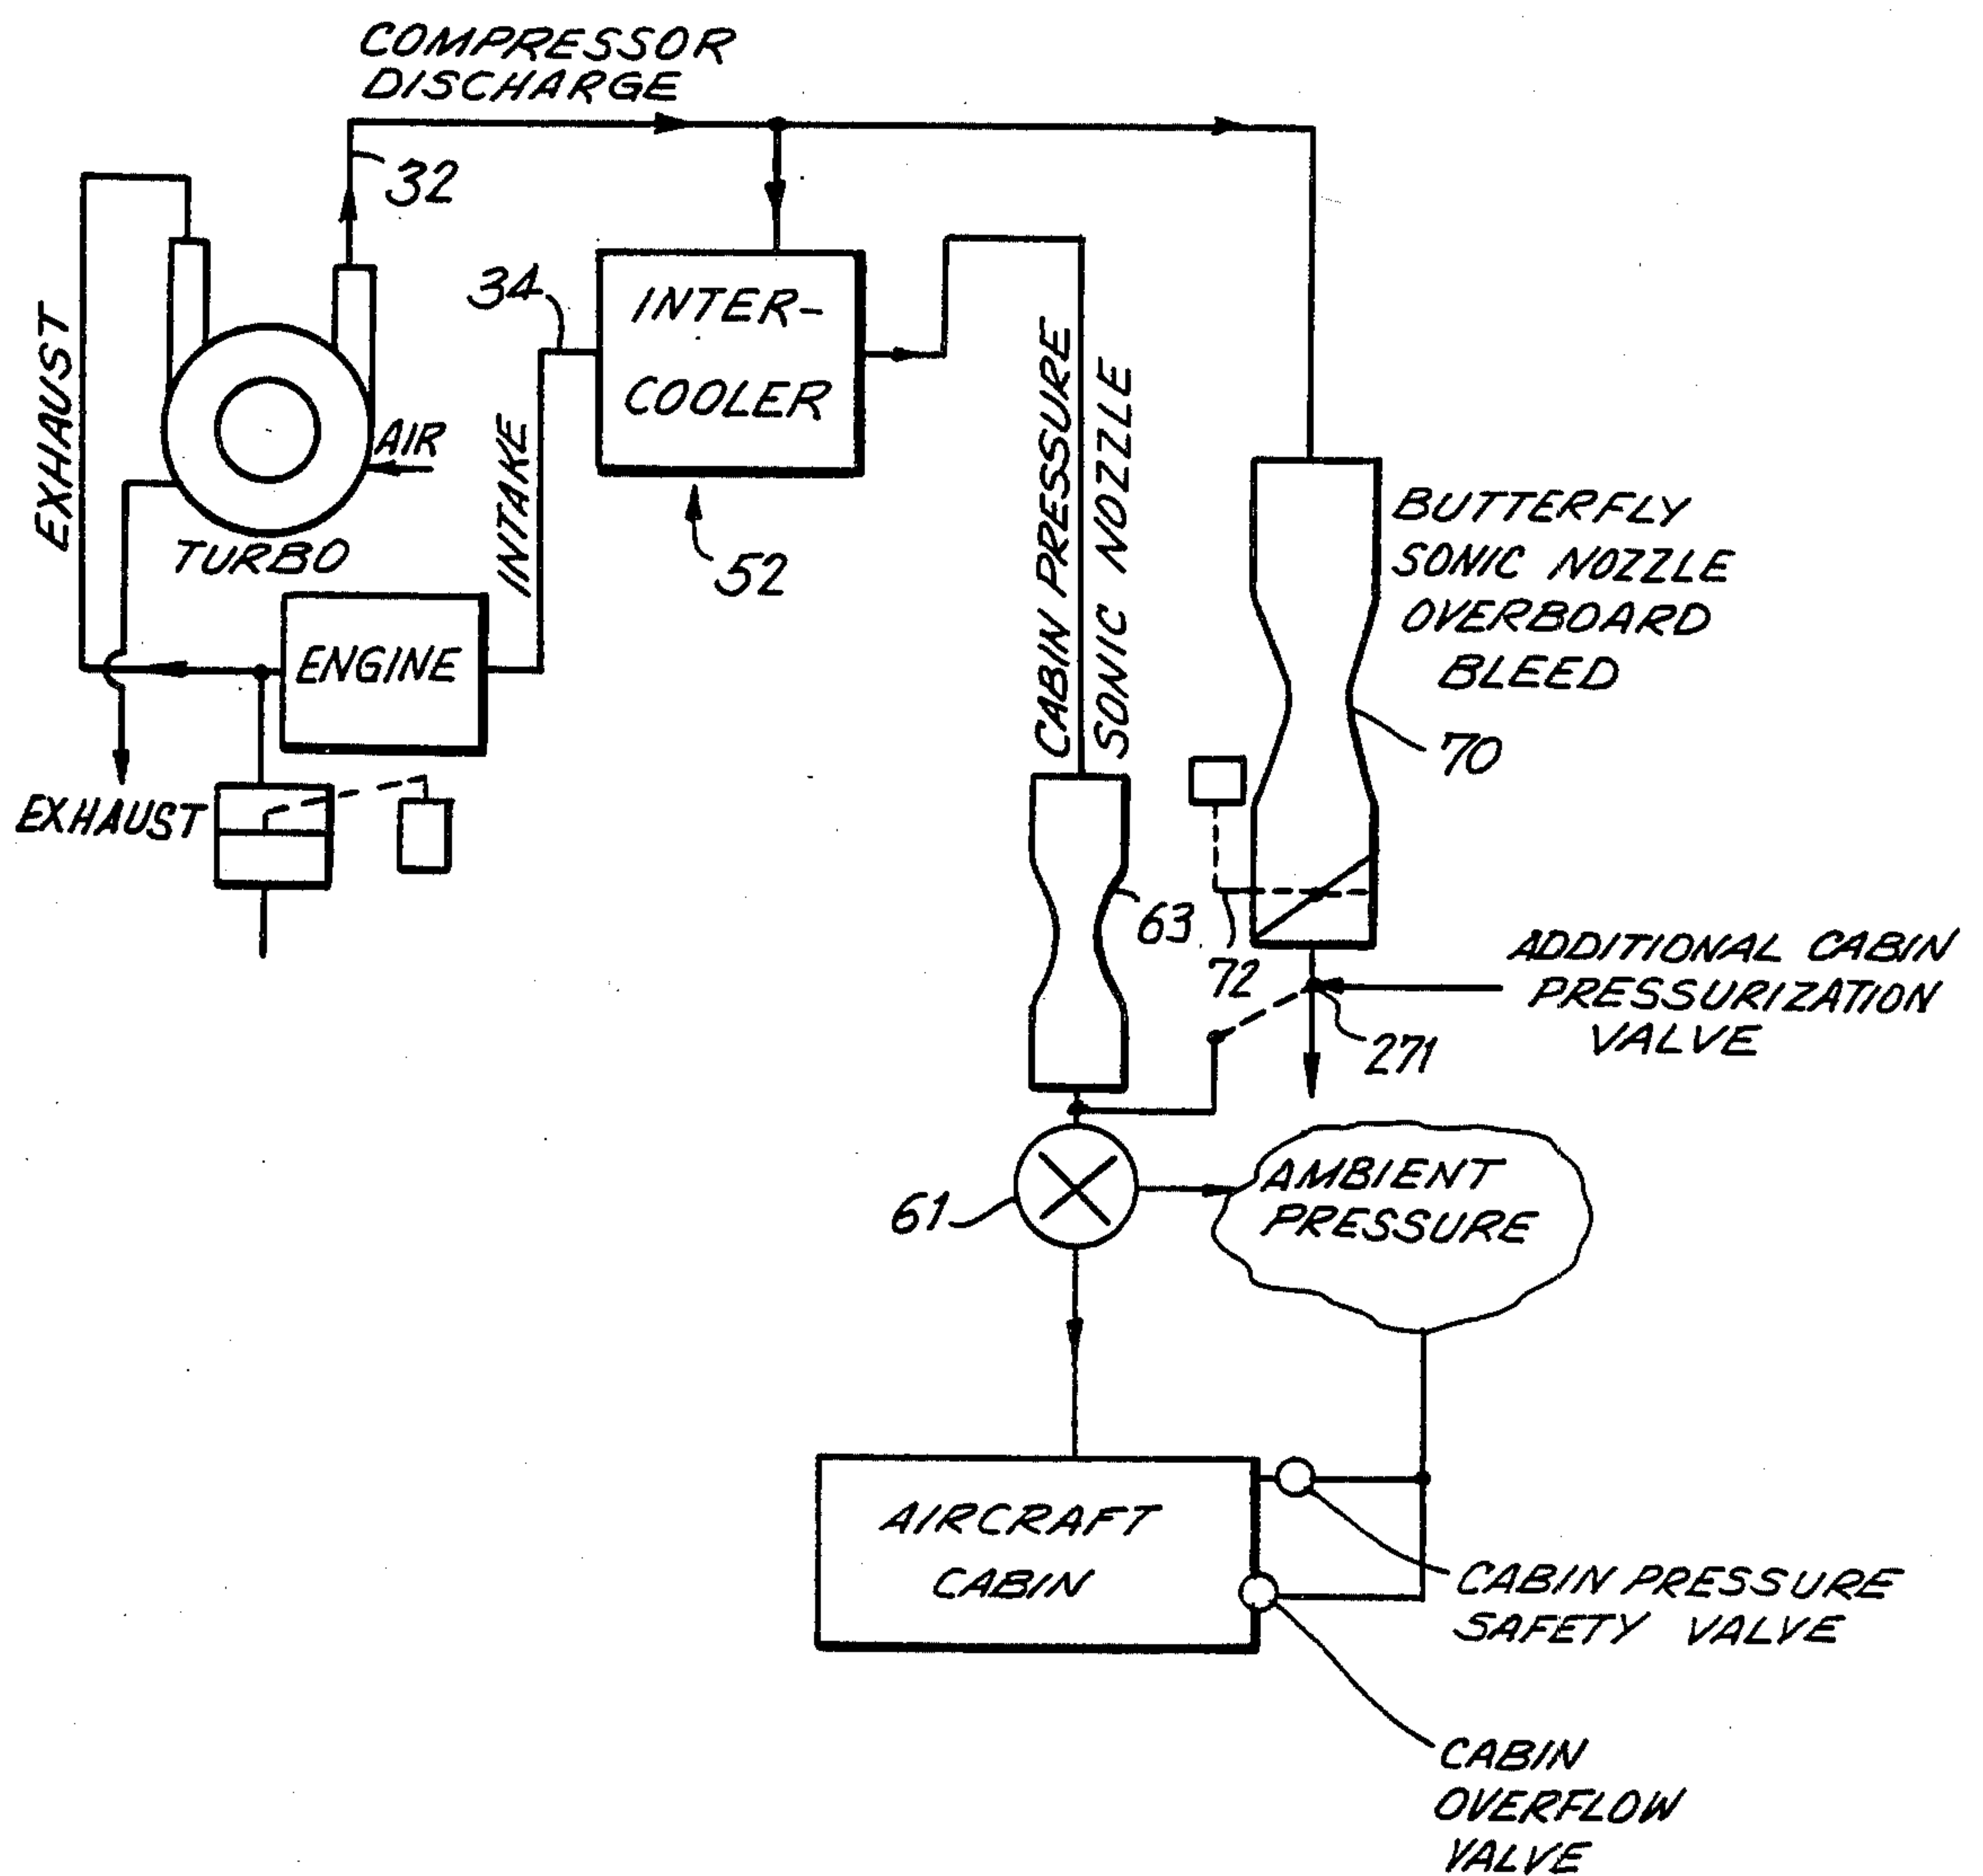 COMPRESSOR
DISCHARGE
32
EXHAUST
34
INTER-
COOLER
AIR
TURBO
INTAKE
52
CABIN PRESSURE
SONIC NOZZLE
BUTTERFLY
SONIC NOZZLE
OVERBOARD
BLEED
70
ENGINE
EXHAUST
63
72
ADDITIONAL CABIN
PRESSURIZATION
VALVE
271
61
AMBIENT
PRESSURE
AIRCRAFT
CABIN
CABIN PRESSURE
SAFETY VALVE
CABIN
OVERFLOW
VALVE